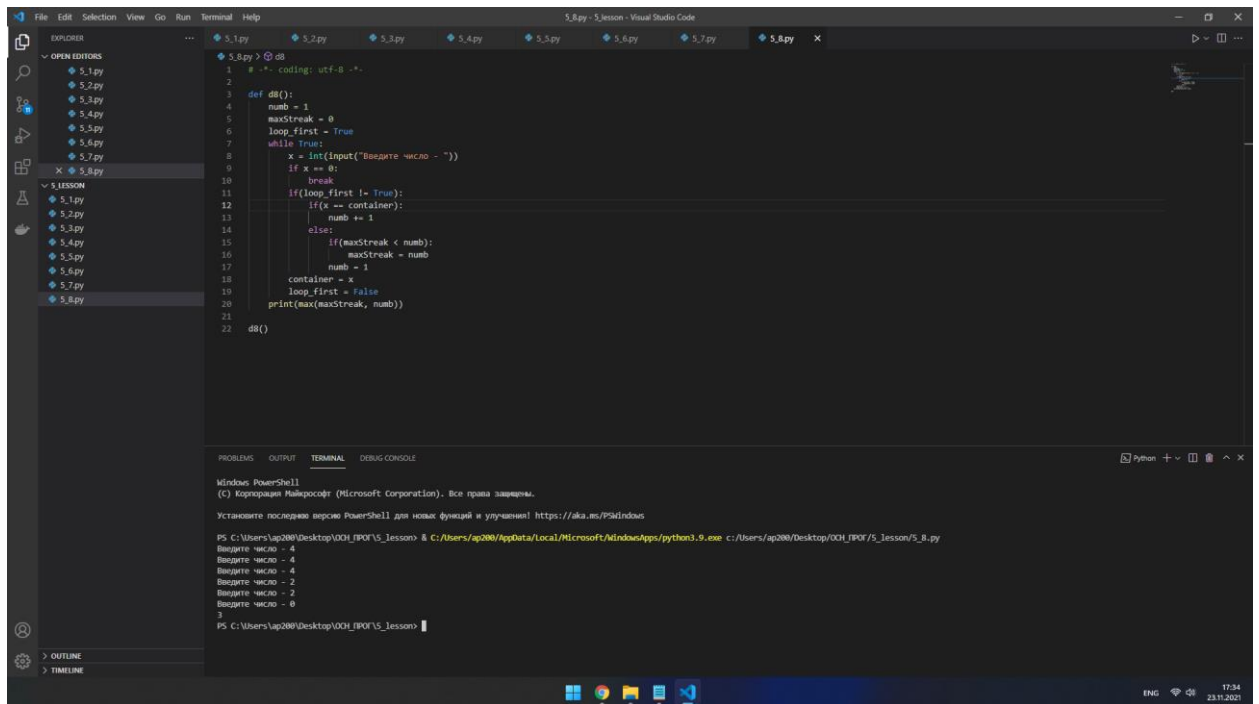 File Edit Selection View Go Run Terminal Help
5_8.py - 5_lesson - Visual Studio Code
EXPLORER
OPEN EDITORS
5_1.py
5_2.py
5_3.py
5_4.py
5_5.py
5_6.py
5_7.py
5_8.py
5_LESSON
5_1.py
5_2.py
5_3.py
5_4.py
5_5.py
5_6.py
5_7.py
5_8.py
OUTLINE
TIMELINE
5_1.py 5_2.py 5_3.py 5_4.py 5_5.py 5_6.py 5_7.py 5_8.py
5_8.py > d8
1 # -*- coding: utf-8 -*-
2
3 def d8():
4 numb = 1
5 maxStreak = 0
6 loop_first = True
7 while True:
8 x = int(input("Введите число - "))
9 if x == 0:
10 break
11 if(loop_first != True):
12 if(x == container):
13 numb += 1
14 else:
15 if(maxStreak < numb):
16 maxStreak = numb
17 numb = 1
18 container = x
19 loop_first = False
20 print(max(maxStreak, numb))
21
22 d8()
PROBLEMS OUTPUT TERMINAL DEBUG CONSOLE
Python
Windows PowerShell
(C) Корпорация Майкрософт (Microsoft Corporation). Все права защищены.
Установите последнюю версию PowerShell для новых функций и улучшения! https://aka.ms/PSWindows
PS C:\Users\ap200\Desktop\ОСН_ПРОГ\5_lesson> & C:/Users/ap200/AppData/Local/Microsoft/WindowsApps/python3.9.exe c:/Users/ap200/Desktop/ОСН_ПРОГ/5_lesson/5_8.py
Введите число - 4
Введите число - 4
Введите число - 4
Введите число - 2
Введите число - 2
Введите число - 0
3
PS C:\Users\ap200\Desktop\ОСН_ПРОГ\5_lesson>
ENG
17:34
23.11.2021